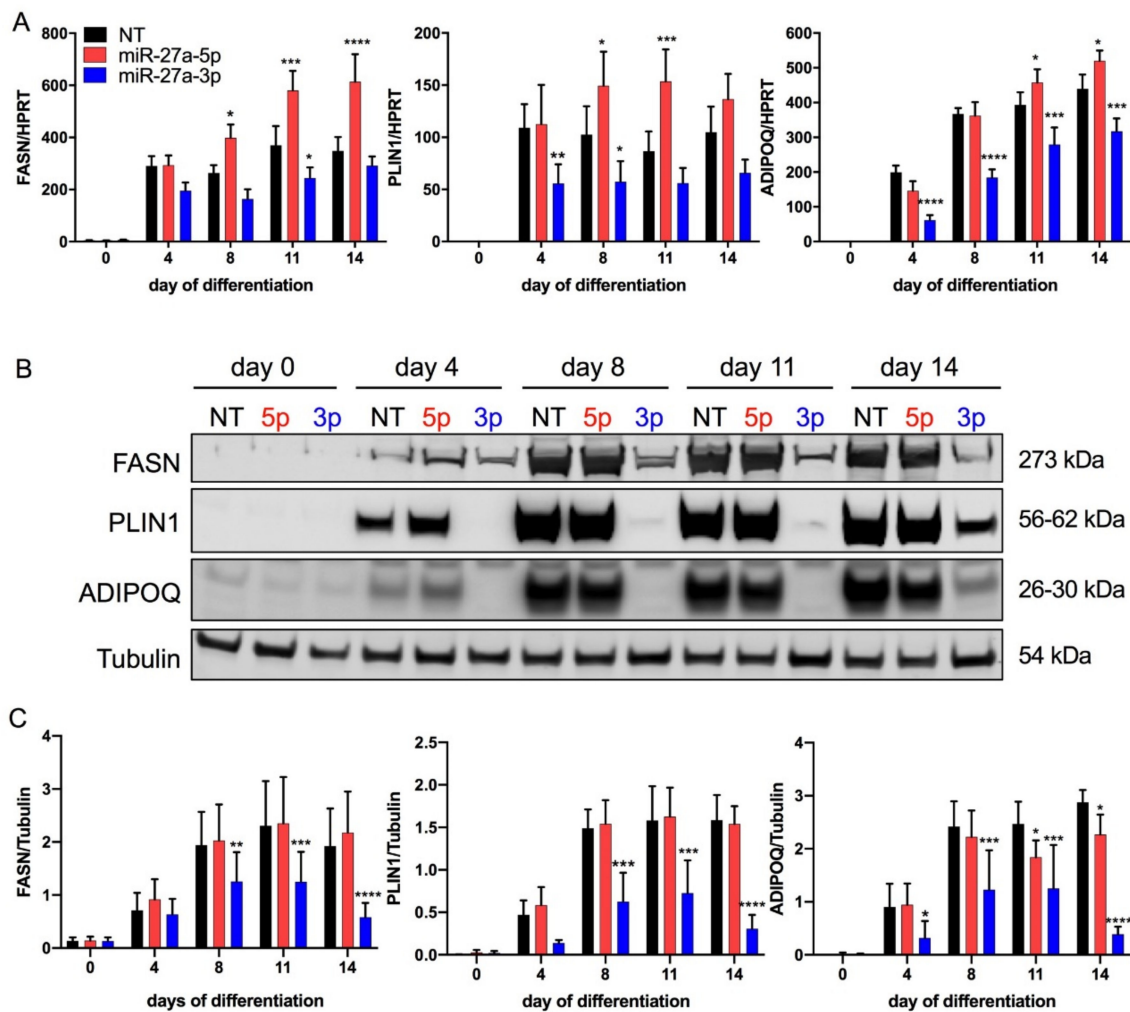 A
NT
miR-27a-5p
miR-27a-3p
FASN/HPRT
800
600
400
200
0
* *** * ****
0 4 8 11 14
day of differentiation
PLIN1/HPRT
200
150
100
50
0
** * * ***
0 4 8 11 14
day of differentiation
ADIPOQ/HPRT
600
500
400
300
200
100
0
**** **** * *** * ***
0 4 8 11 14
day of differentiation
B
day 0 day 4 day 8 day 11 day 14
NT 5p 3p NT 5p 3p NT 5p 3p NT 5p 3p NT 5p 3p
FASN 273 kDa
PLIN1 56-62 kDa
ADIPOQ 26-30 kDa
Tubulin 54 kDa
C
FASN/Tubulin
4
3
2
1
0
** *** ****
0 4 8 11 14
days of differentiation
PLIN1/Tubulin
2.5
2.0
1.5
1.0
0.5
0.0
*** *** ****
0 4 8 11 14
day of differentiation
ADIPOQ/Tubulin
4
3
2
1
0
* *** * *** * ****
0 4 8 11 14
day of differentiation